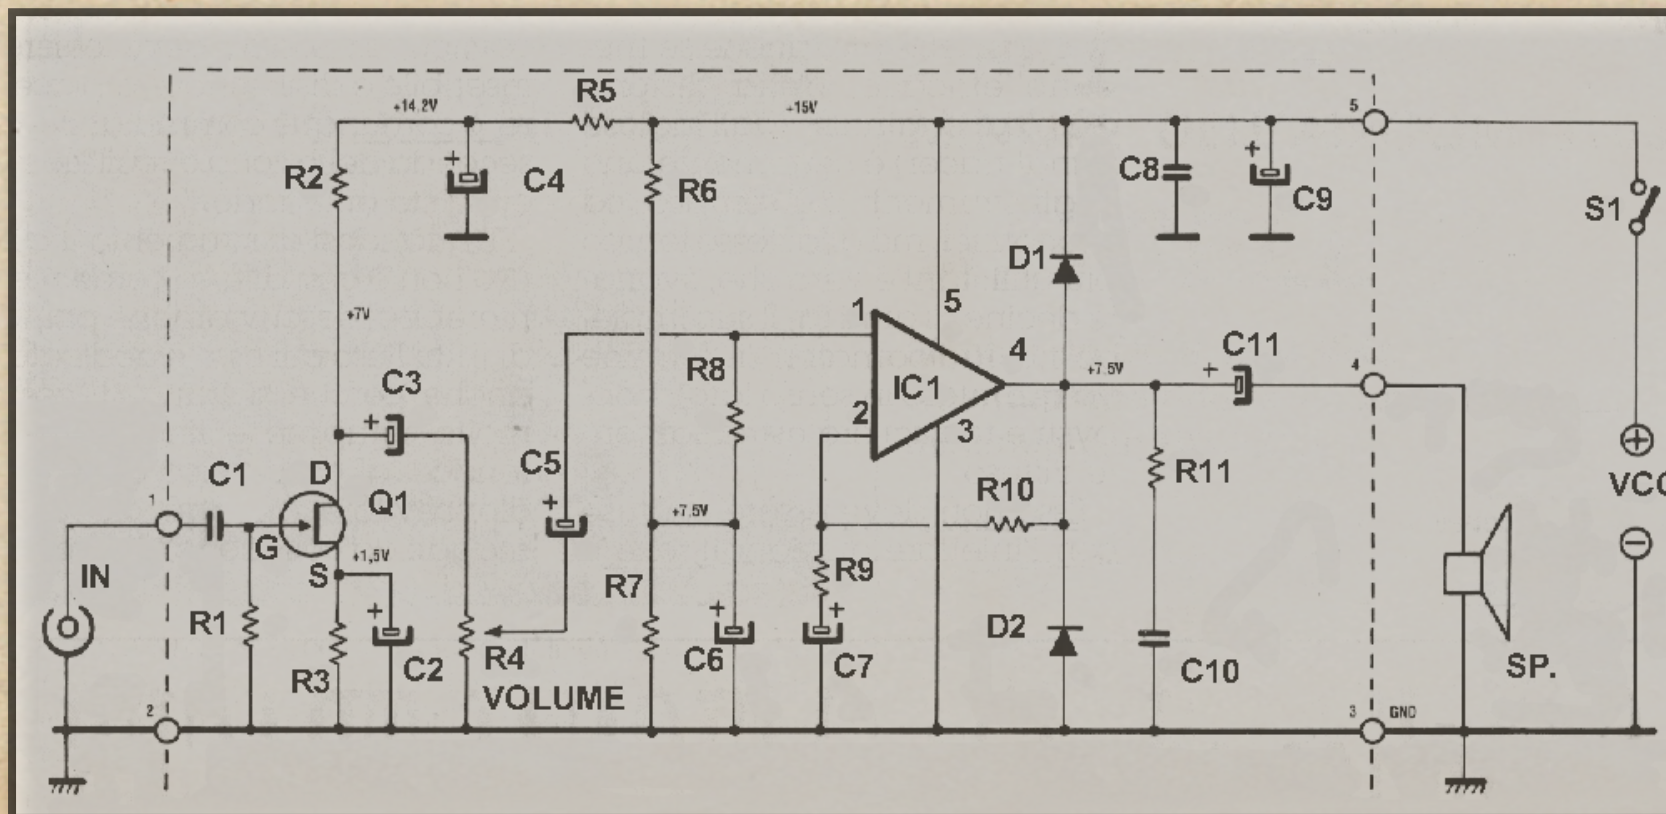 R5
+14.2V
+15V
5
R2
C4
R6
C8
C9
S1
D1
+7V
1
5
4
C11
4
R8
IC1
+7.5V
C3
2
3
C5
R10
R11
VCC
D
C1
Q1
1
G
+7.5V
S
+1,5V
IN
R9
R1
R7
D2
R3
C2
R4
C6
C7
C10
SP.
VOLUME
2
3
GND